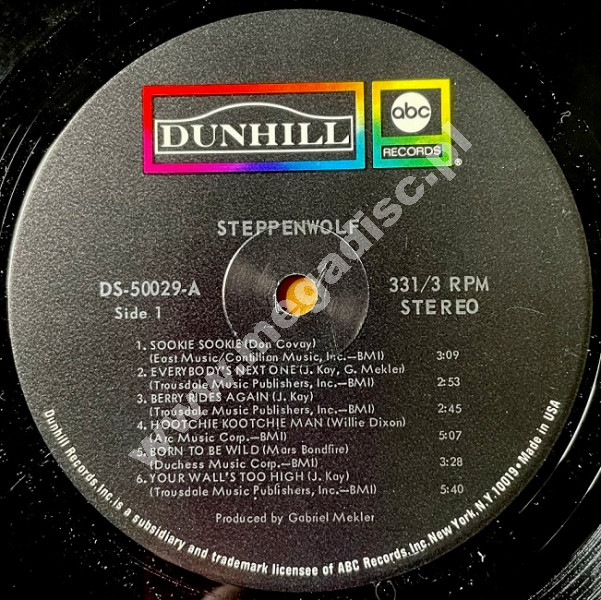 DUNHILL
abc
RECORDS
®
STEPPENWOLF
DS-50029-A
Side 1
331/3 RPM
STEREO
1. SOOKIE SOOKIE (Don Covay)
(East Music/Contillian Music, Inc.—BMI) 3:09
2. EVERYBODY'S NEXT ONE (J. Kay, G. Mekler)
(Trousdale Music Publishers, Inc.—BMI) 2:53
3. BERRY RIDES AGAIN (J. Kay)
(Trousdale Music Publishers, Inc.—BMI) 2:45
4. HOOTCHIE KOOTCHIE MAN (Willie Dixon)
(Arc Music Corp.—BMI) 5:07
5. BORN TO BE WILD (Mars Bondfire)
(Duchess Music Corp.—BMI) 3:28
6. YOUR WALL'S TOO HIGH (J. Kay)
(Trousdale Music Publishers, Inc.—BMI) 5:40
Produced by Gabriel Mekler
Dunhill Records, Inc. is a subsidiary and trademark licensee of ABC Records, Inc. New York, N.Y. 10019 • Made in USA
www.megadisc.pl